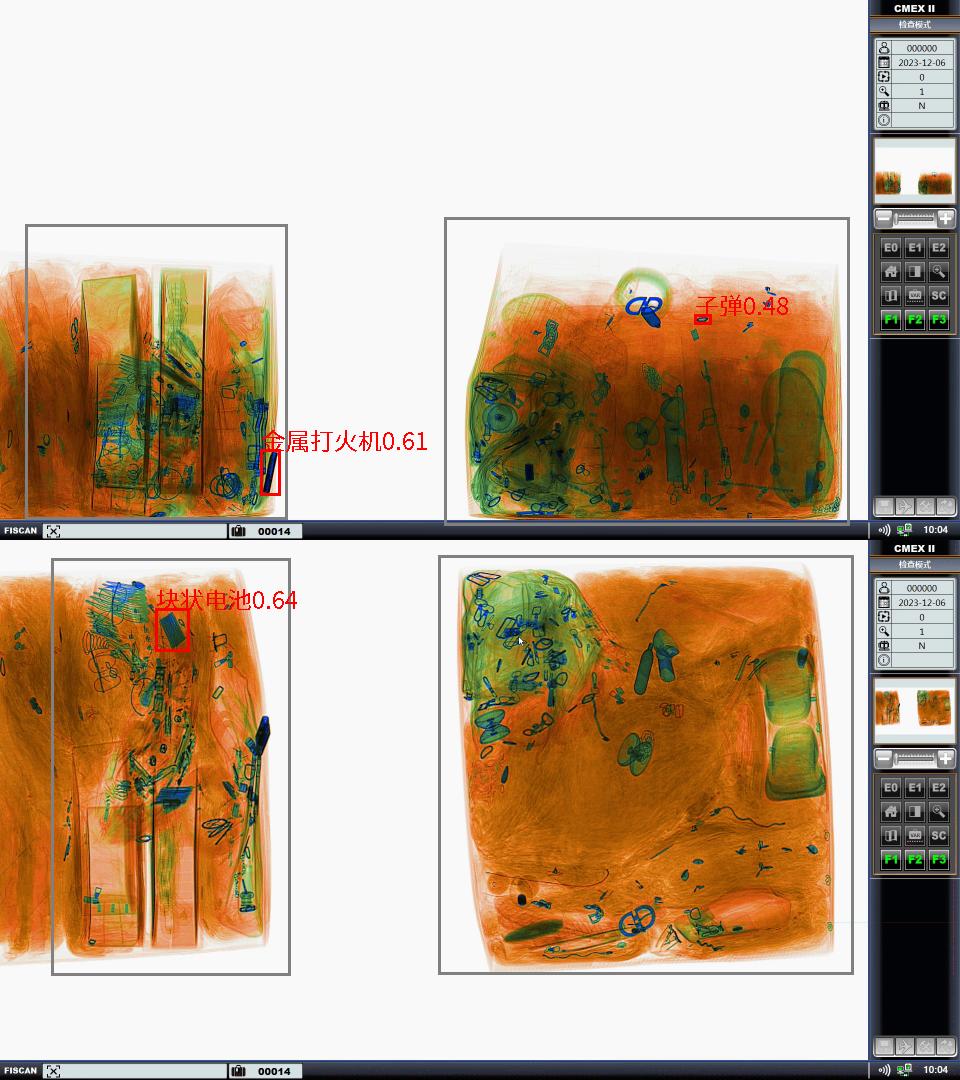 CMEX II
检查模式
000000
2023-12-06
0
1
N
E0 E1 E2
VAR SC
F1 F2 F3
子弹0.48
金属打火机0.61
FISCAN
00014
10:04
CMEX II
检查模式
000000
2023-12-06
0
1
N
块状电池0.64
E0 E1 E2
VAR SC
F1 F2 F3
FISCAN
00014
10:04